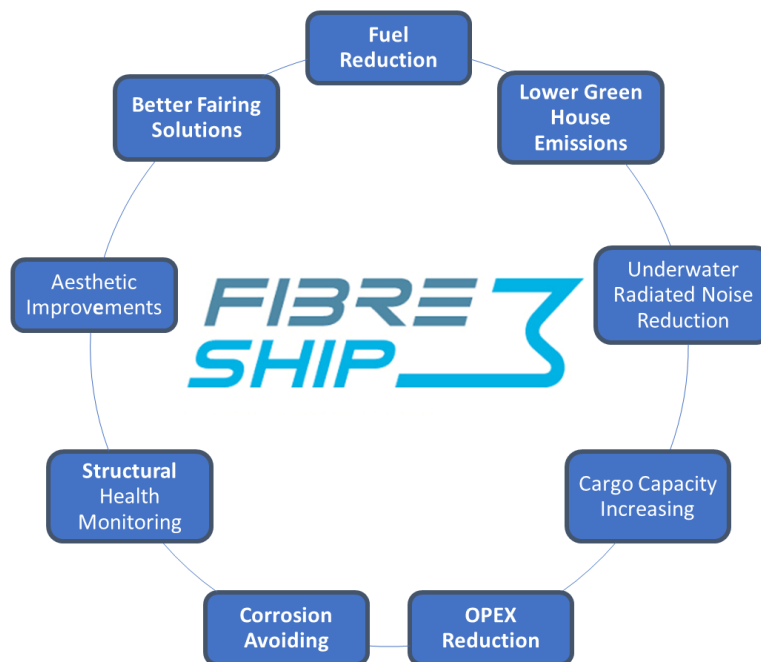 Fuel
Reduction
Lower Green
House
Emissions
Underwater
Radiated Noise
Reduction
Cargo Capacity
Increasing
OPEX
Reduction
Corrosion
Avoiding
Structural
Health
Monitoring
Aesthetic
Improvements
Better Fairing
Solutions
FIBRE
SHIP